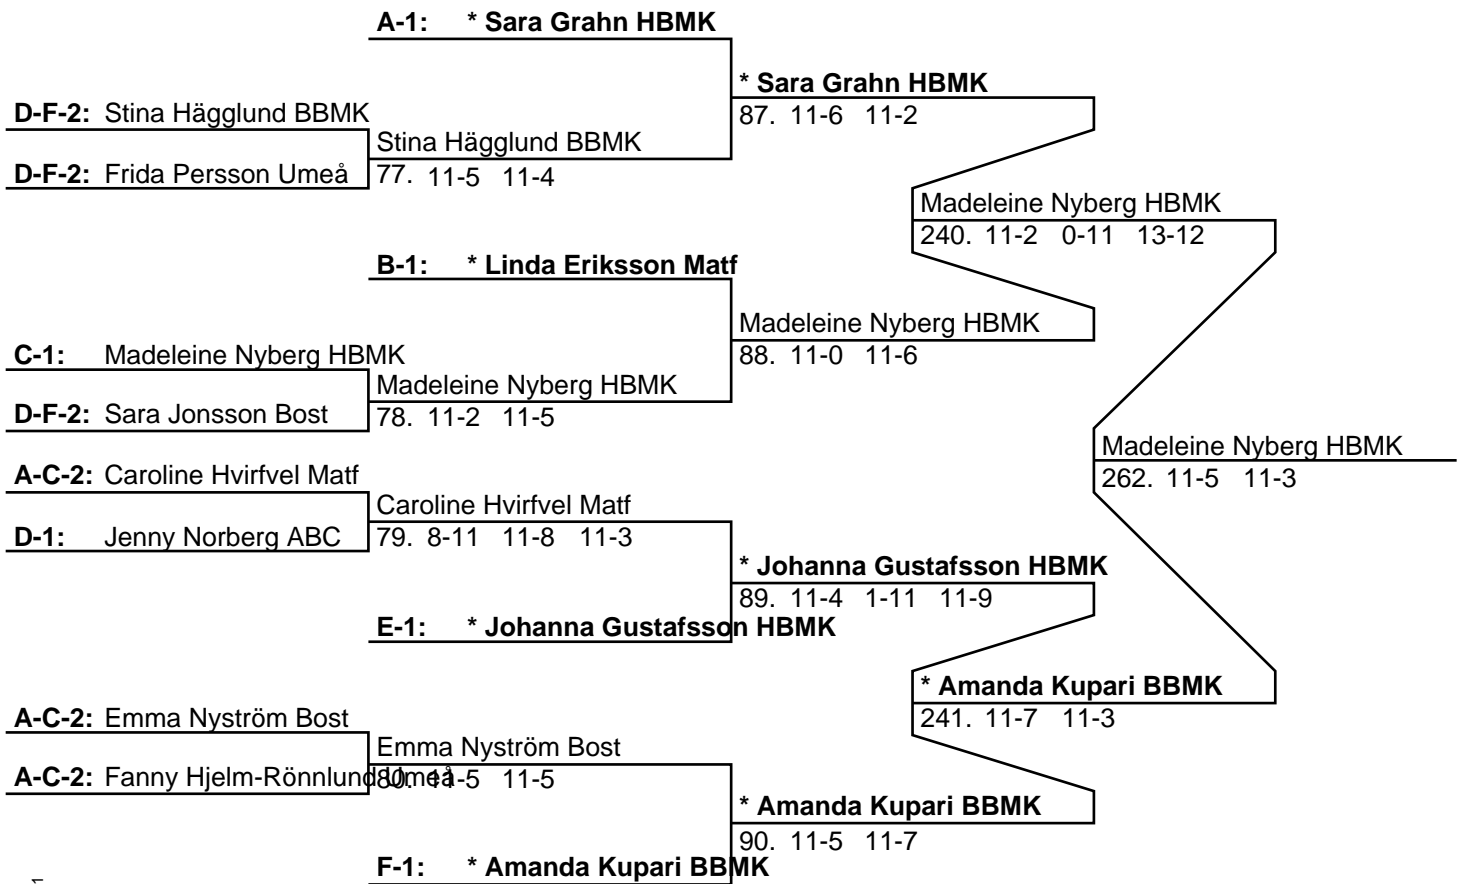 A-1: * Sara Grahn HBMK
* Sara Grahn HBMK
D-F-2: Stina Hägglund BBMK
87. 11-6 11-2
Stina Hägglund BBMK
D-F-2: Frida Persson Umeå
77. 11-5 11-4
Madeleine Nyberg HBMK
240. 11-2 0-11 13-12
B-1: * Linda Eriksson Matf
Madeleine Nyberg HBMK
C-1: Madeleine Nyberg HBMK
88. 11-0 11-6
Madeleine Nyberg HBMK
D-F-2: Sara Jonsson Bost
78. 11-2 11-5
Madeleine Nyberg HBMK
A-C-2: Caroline Hvirfvel Matf
262. 11-5 11-3
Caroline Hvirfvel Matf
D-1: Jenny Norberg ABC
79. 8-11 11-8 11-3
* Johanna Gustafsson HBMK
89. 11-4 1-11 11-9
E-1: * Johanna Gustafsson HBMK
* Amanda Kupari BBMK
A-C-2: Emma Nyström Bost
241. 11-7 11-3
Emma Nyström Bost
A-C-2: Fanny Hjelm-Rönnlund Umeå
80. 11-5 11-5
* Amanda Kupari BBMK
90. 11-5 11-7
F-1: * Amanda Kupari BBMK
1